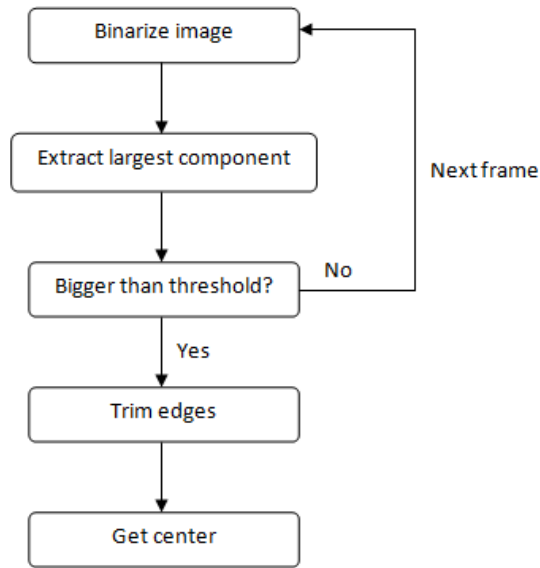 Binarize image
Extract largest component
Next frame
Bigger than threshold?
No
Yes
Trim edges
Get center